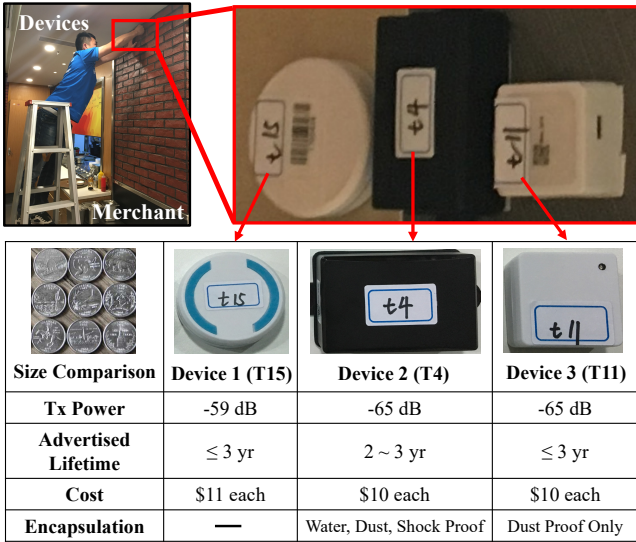 Devices
Merchant
t15
t4
t11
t15
t4
t11
Size Comparison
Device 1 (T15)
Device 2 (T4)
Device 3 (T11)
Tx Power
-59 dB
-65 dB
-65 dB
Advertised
Lifetime
≤ 3 yr
2 ~ 3 yr
≤ 3 yr
Cost
$11 each
$10 each
$10 each
Encapsulation
—
Water, Dust, Shock Proof
Dust Proof Only